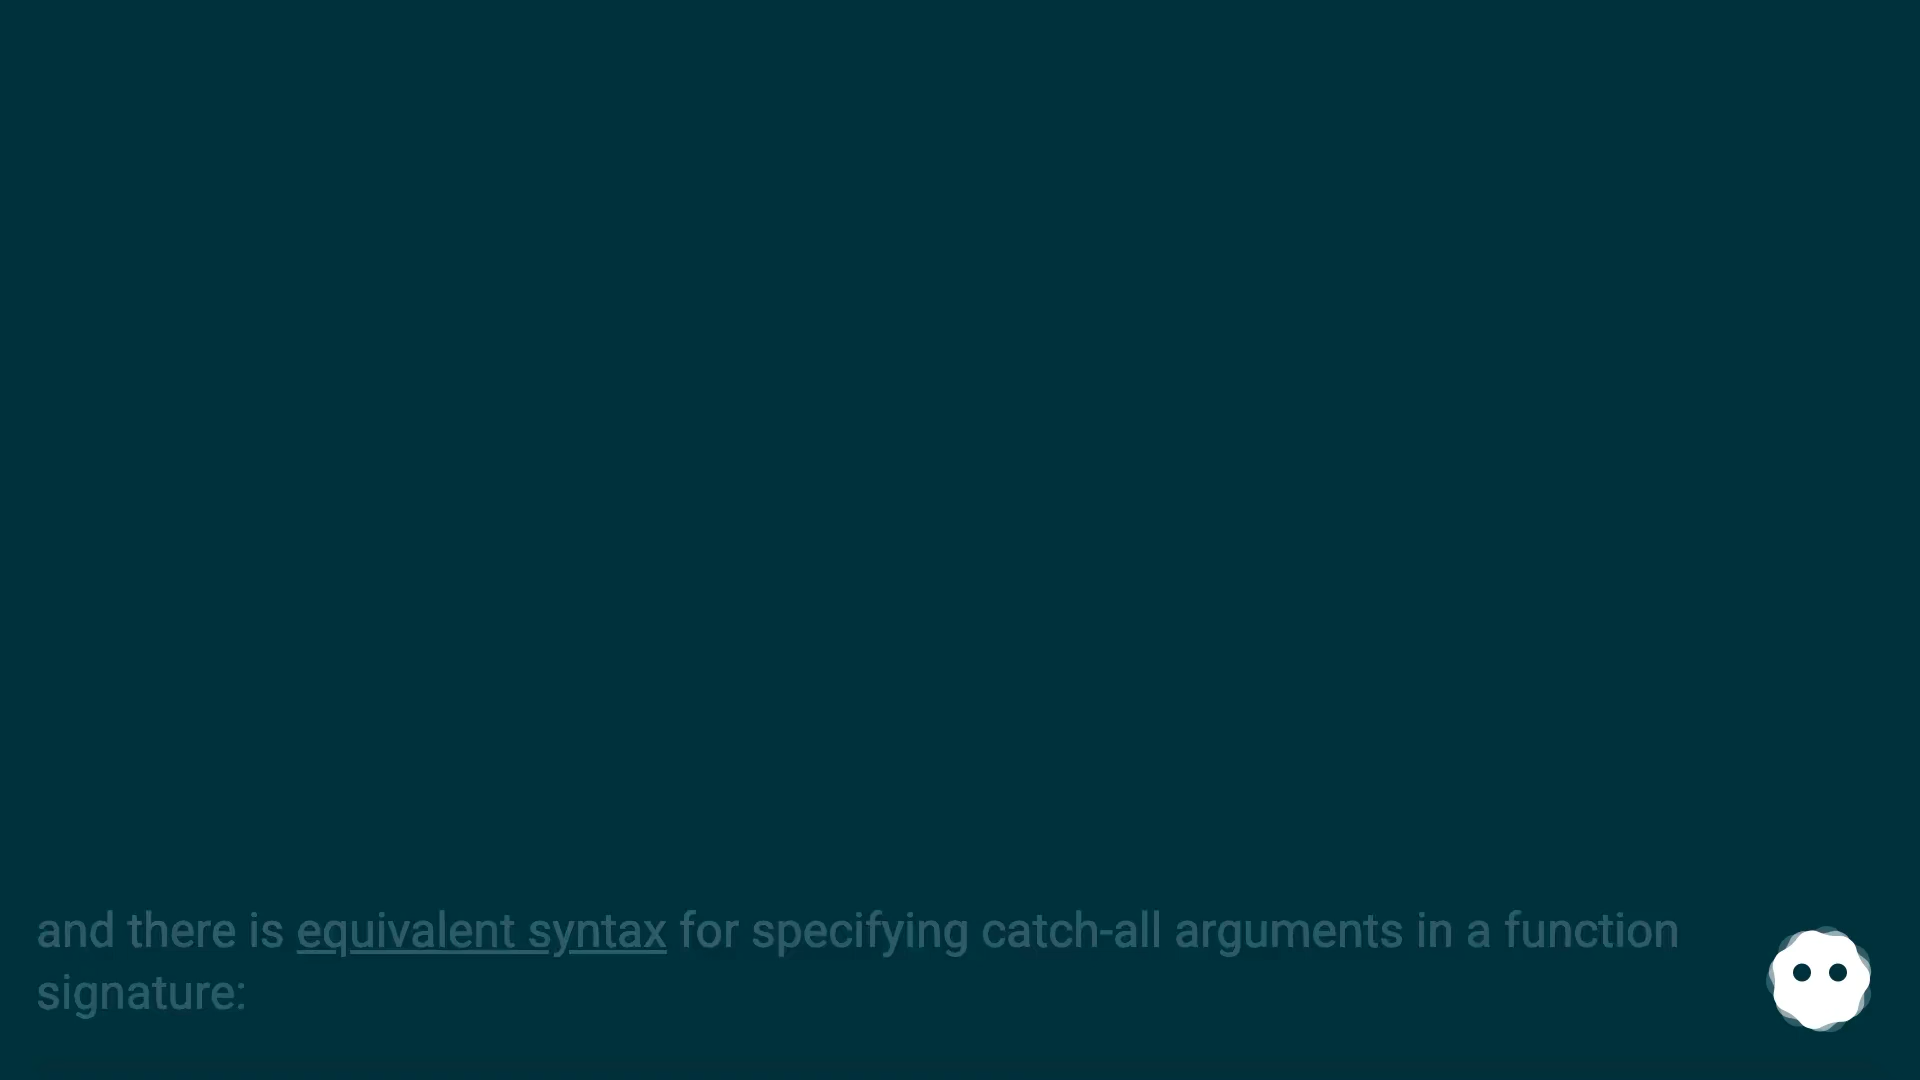 and there is equivalent syntax for specifying catch-all arguments in a function
signature: